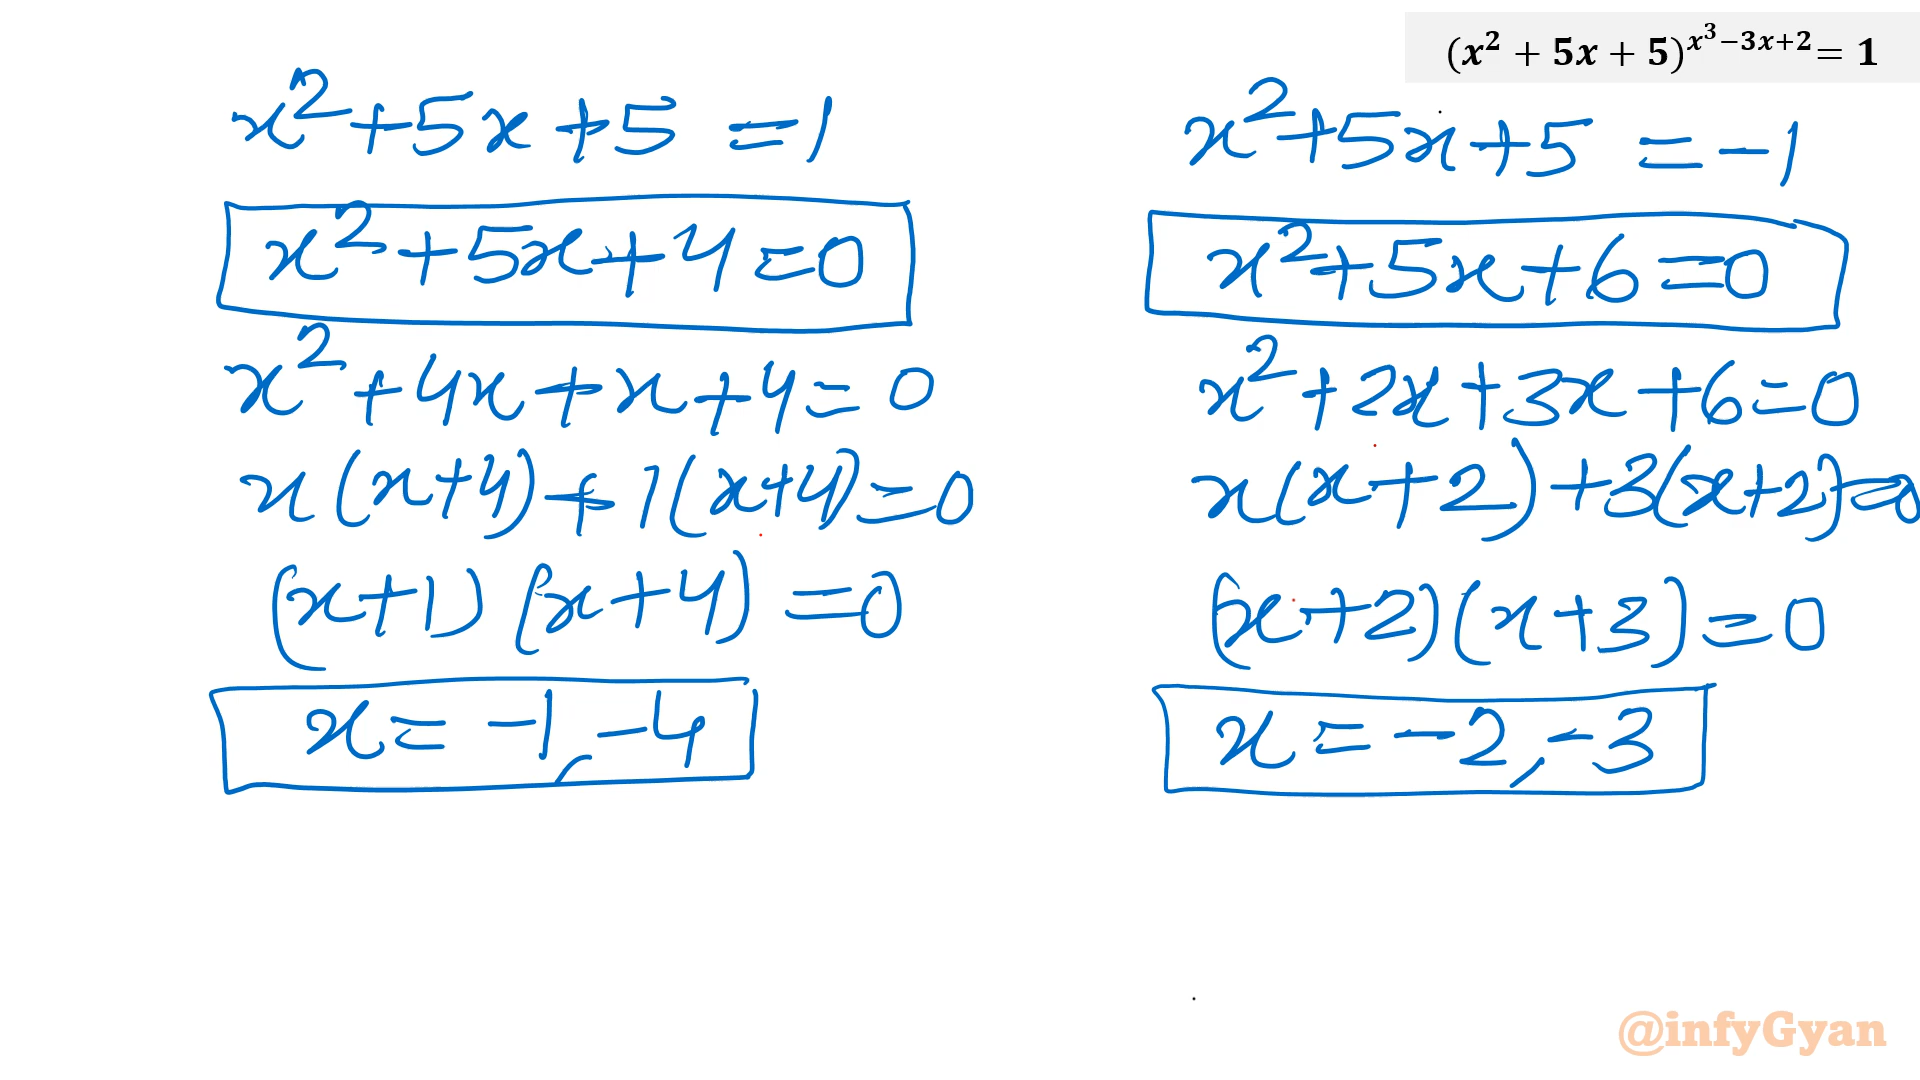 (x² + 5x + 5)^(x³−3x+2) = 1
x²+5x+5 = 1
x²+5x+4=0
x²+4x+x+4=0
x(x+4)+1(x+4)=0
(x+1)(x+4)=0
x = -1, -4
x²+5x+5 = -1
x²+5x+6=0
x²+2x+3x+6=0
x(x+2)+3(x+2)=0
(x+2)(x+3)=0
x = -2, -3
@infyGyan